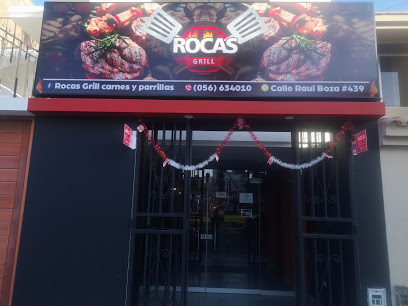 ROCAS
GRILL
Rocas Grill carnes y parrillas
(056) 634010
Calle Raul Boza #439